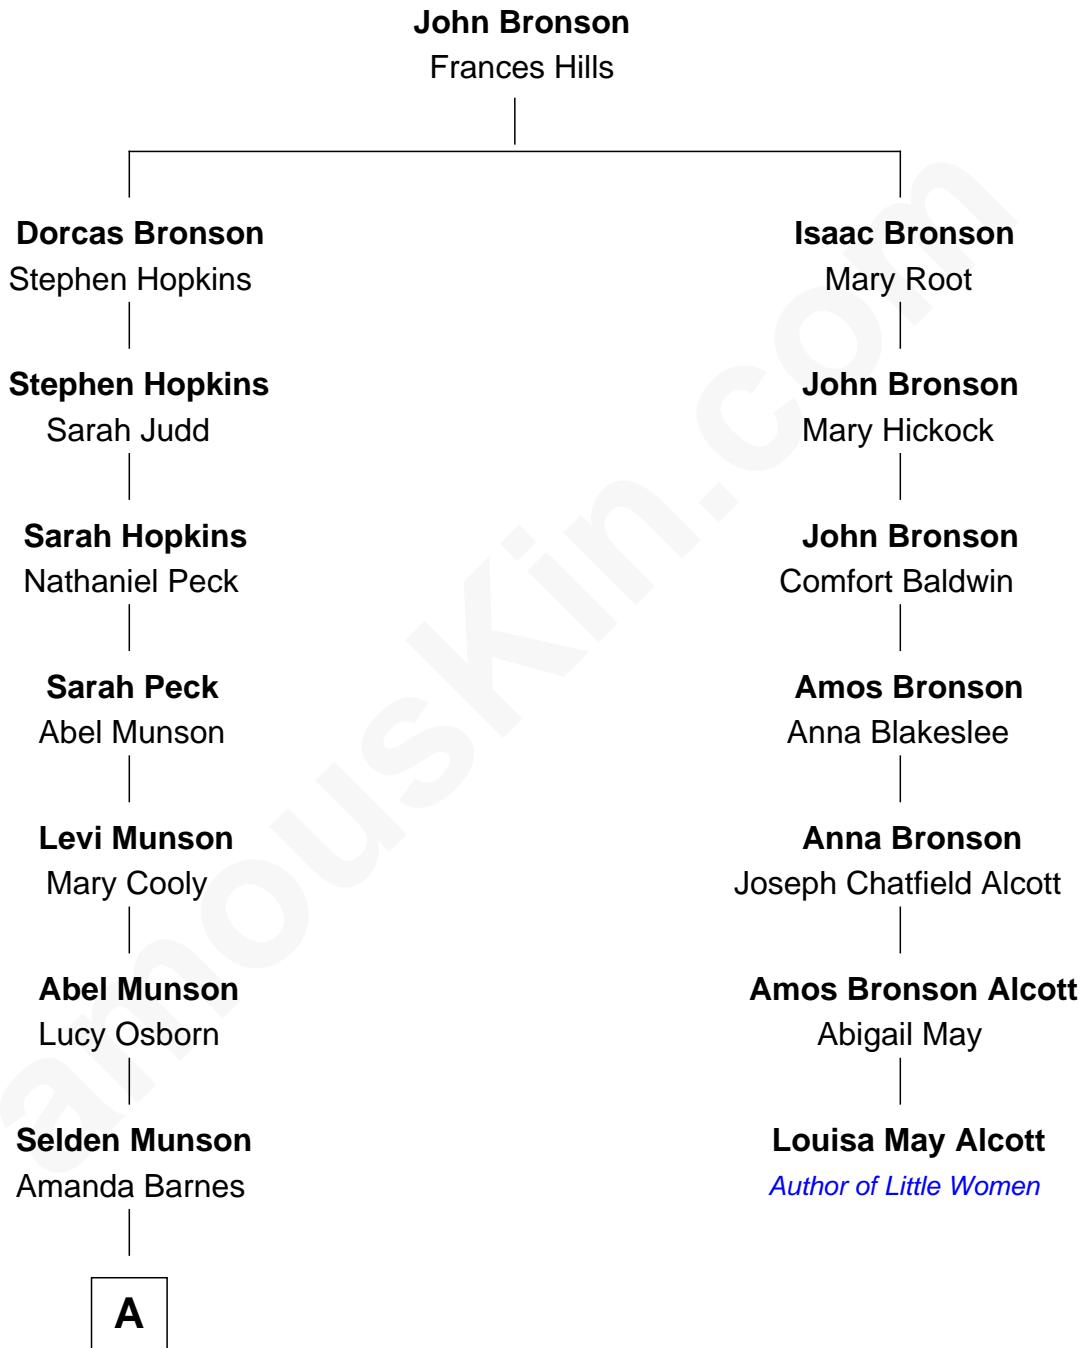 John Bronson
Frances Hills
Dorcas Bronson
Stephen Hopkins
Isaac Bronson
Mary Root
Stephen Hopkins
Sarah Judd
John Bronson
Mary Hickock
Sarah Hopkins
Nathaniel Peck
John Bronson
Comfort Baldwin
Sarah Peck
Abel Munson
Amos Bronson
Anna Blakeslee
Levi Munson
Mary Cooly
Anna Bronson
Joseph Chatfield Alcott
Abel Munson
Lucy Osborn
Amos Bronson Alcott
Abigail May
Selden Munson
Amanda Barnes
Louisa May Alcott
Author of Little Women
A
amouskin.com